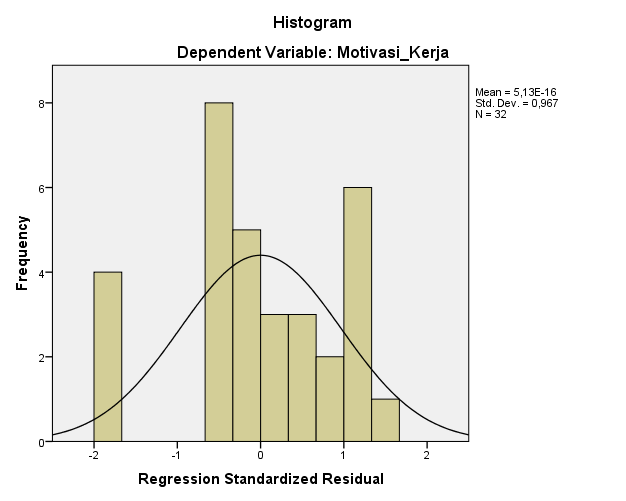 Histogram
Dependent Variable: Motivasi_Kerja
Mean = 5,13E-16
Std. Dev. = 0,967
N = 32
Frequency
8
6
4
2
0
-2 -1 0 1 2
Regression Standardized Residual